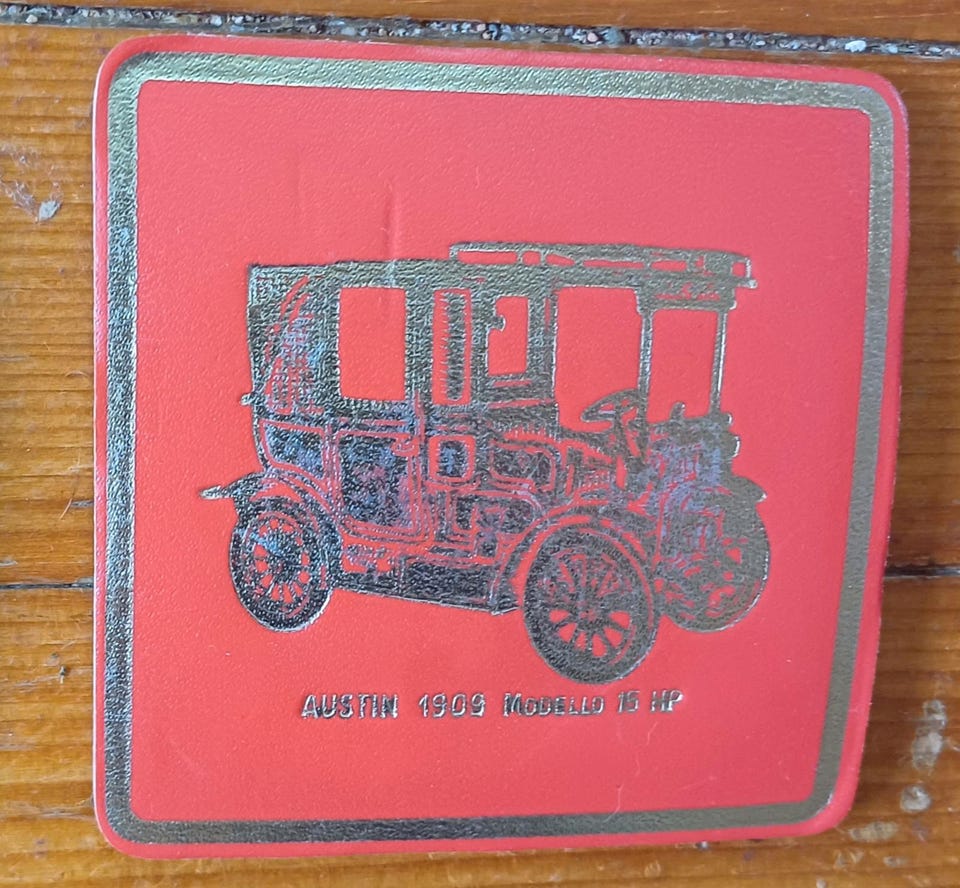 AUSTIN 1909 MODELLO 15 HP